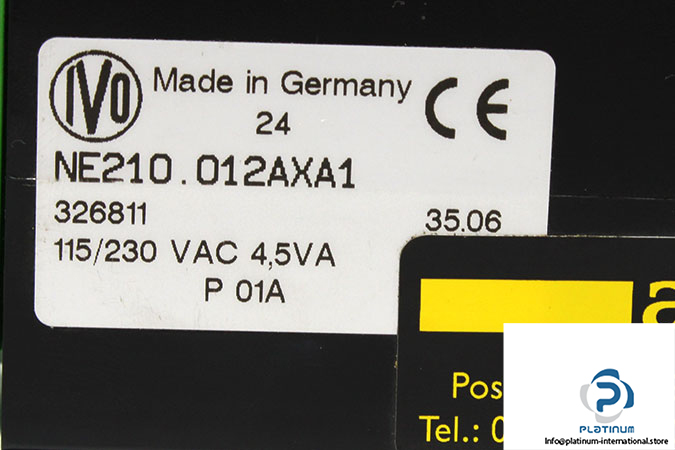 IVO
Made in Germany
24
CE
NE210.012AXA1
326811
35.06
115/230 VAC 4,5VA
P 01A
a
Pos
Tel.: 0
PLATINUM
Info@platinum-international.store